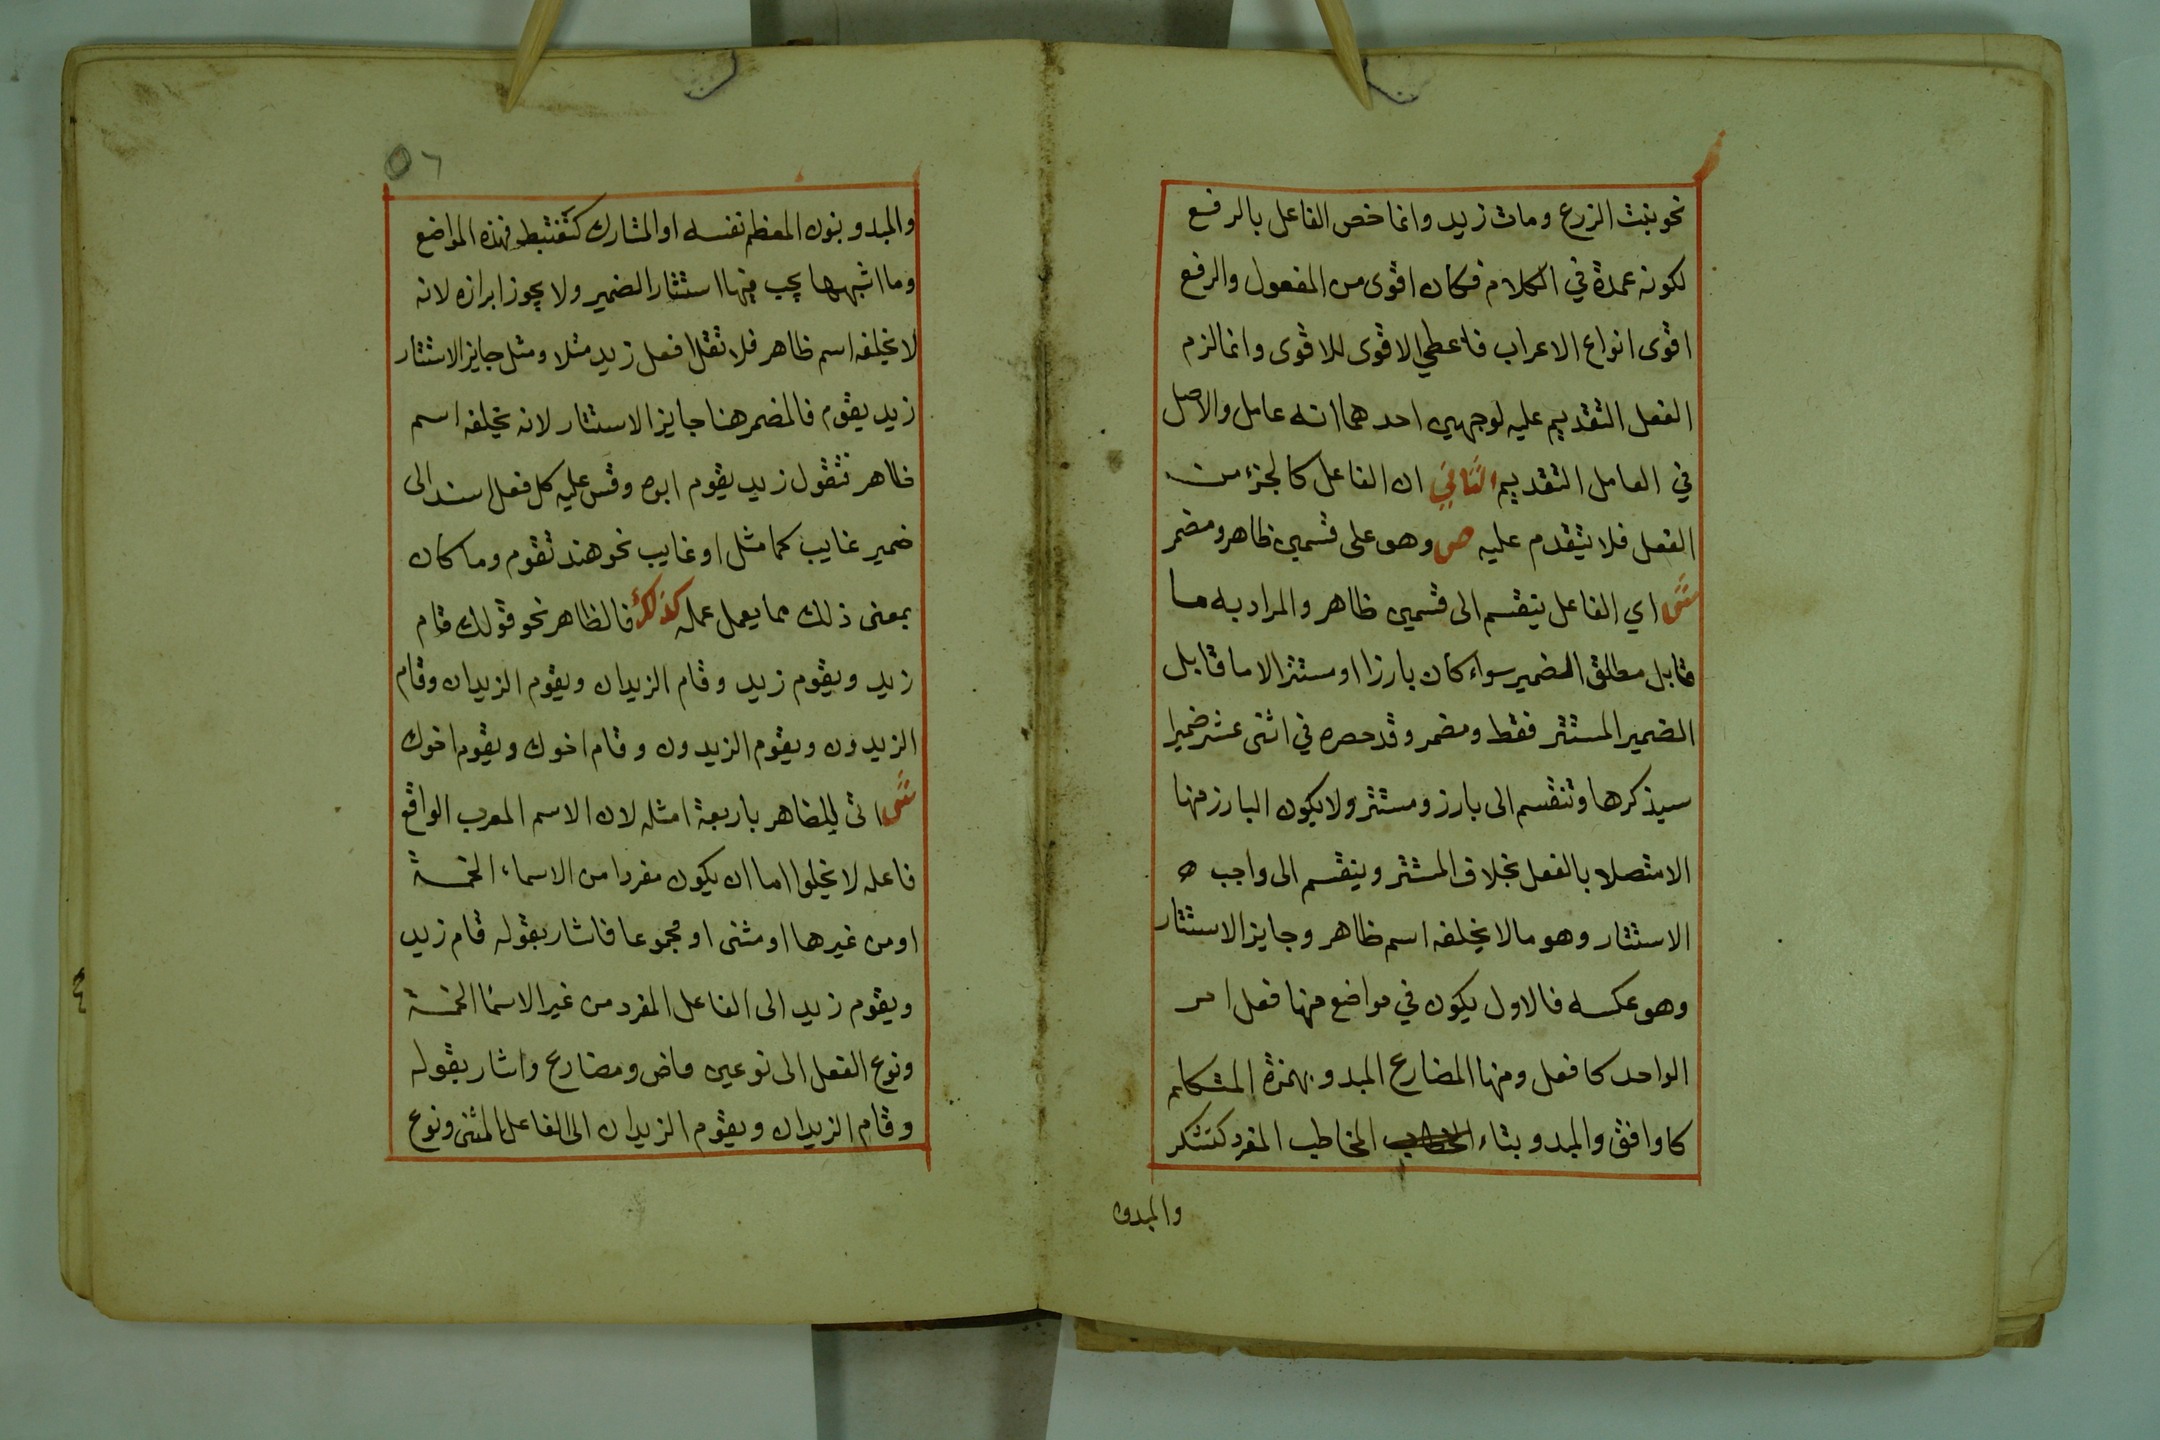 نحو نبت الزرع ومات زيد وانما خص الفاعل بالرفع
لكونه عمدة في الكلام فكان اقوى من المفعول والرفع
اقوى انواع الاعراب فاعطي الاقوى للاقوى وانما لزم
الفعل التقديم عليه لوجهين احدهما انه عامل والاصل
في العامل التقديم الثاني ان الفاعل كالجزء من
الفعل فلا يتقدم عليه ص وهو على قسمين ظاهر ومضمر
ش اي الفاعل ينقسم الى قسمين ظاهر والمراد به ما
قابل مطلق الضمير سواء كان بارزا او مستتر الا ما قابل
الضمير المستتر فقط ومضمر وقد حصره في اثنى عشر ضميرا
سيذكرها وتنقسم الى بارز ومستتر ولا يكون البارز منها
الا متصلا بالفعل بخلاف المستتر وينقسم الى واجب ه
الاستتار وهو ما لا يخلفه اسم ظاهر وجايز الاستتار
وهو عكسه فالاول يكون في مواضع منها فعل امر
الواحد كافعل ومنها المضارع المبدو بهمزة المتكلم
كاوافق والمبدو بتاء الخطاب المخاطب المفرد كتشكر
والمبدو
٥٦
والمبدو بنون المعظم نفسه او المشارك كنغتبط فهذه المواضع
وما اشبهها يجب فيها استتار الضمير ولا يجوز ابرازه لانه
لا يخلفه اسم ظاهر فلا تقل افعل زيد مثلا ومثل جايز الاستتار
زيد يقوم فالمضمر هنا جايز الاستتار لانه يخلفه اسم
ظاهر فتقول زيد يقوم ابوه وقس عليه كل فعل اسند الى
ضمير غايب كما مثل او غايب نحو هند تقوم وما كان
بمعنى ذلك مما يعمل عمله كذلك فالظاهر نحو قولك قام
زيد ويقوم زيد وقام الزيدان ويقوم الزيدان وقام
الزيدون ويقوم الزيدون وقام اخوك ويقوم اخوك
ش اتى للظاهر باربعة امثله لان الاسم المعرب الواقع
فاعله لا يخلوا اما ان يكون مفردا من الاسماء الخمسة
او من غيرها او مثنى او مجموعا فاشار بقوله قام زيد
ويقوم زيد الى الفاعل المفرد من غير الاسما الخمسة
ونوع الفعل الى نوعين ماض ومضارع واشار بقوله
وقام الزيدان ويقوم الزيدان الى الفاعل المثنى ونوع